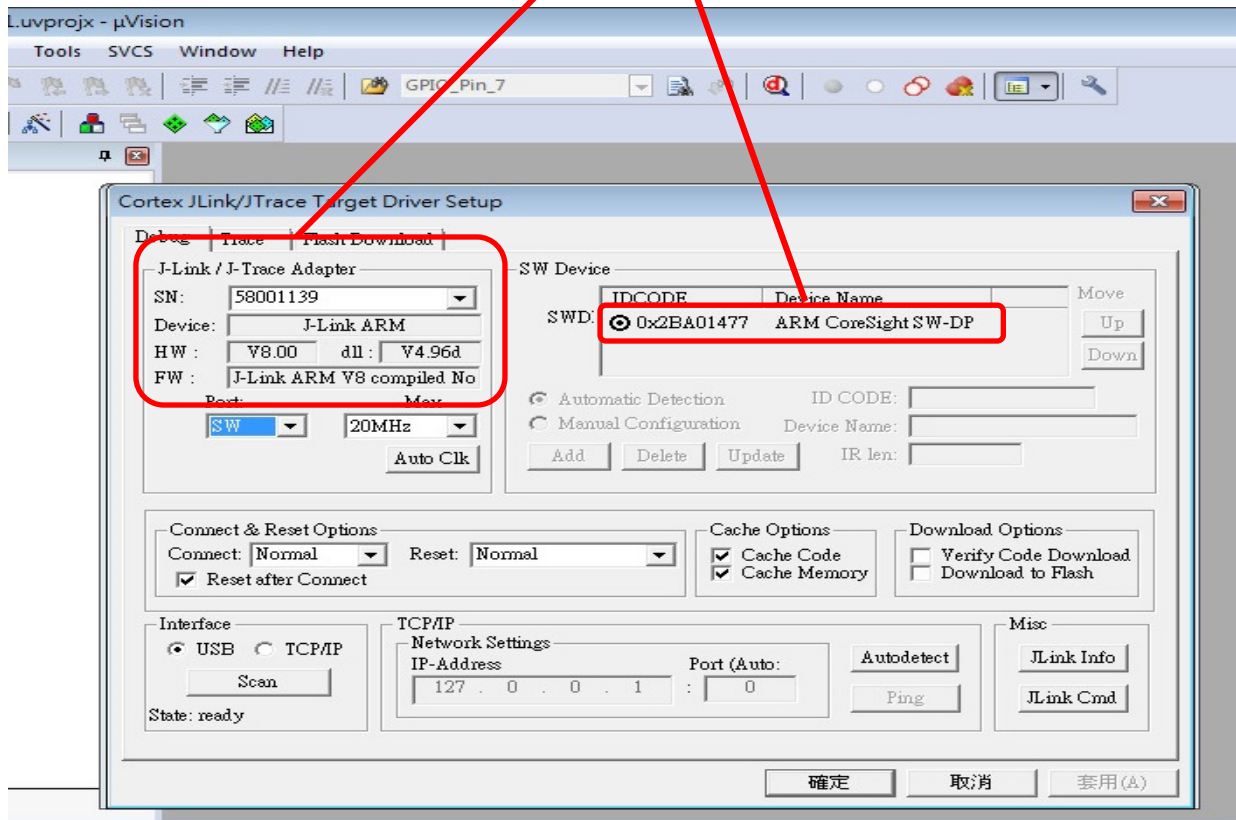 1.uvprojx - µVision
Tools SVCS Window Help
GPIO_Pin_7
Cortex JLink/JTrace Target Driver Setup
Debug Trace Flash Download
J-Link / J-Trace Adapter
SN: 58001139
Device: J-Link ARM
HW : V8.00 dll : V4.96d
FW : J-Link ARM V8 compiled No
Port: Max
SW 20MHz
Auto Clk
SW Device
IDCODE Device Name
SWD: 0x2BA01477 ARM CoreSight SW-DP
Move
Up
Down
Automatic Detection ID CODE:
Manual Configuration Device Name:
Add Delete Update IR len:
Connect & Reset Options
Connect: Normal Reset: Normal
Reset after Connect
Cache Options
Cache Code
Cache Memory
Download Options
Verify Code Download
Download to Flash
Interface
USB TCP/IP
Scan
State: ready
TCP/IP
Network Settings
IP-Address Port (Auto:
127 . 0 . 0 . 1 : 0
Autodetect
Ping
Misc
JLink Info
JLink Cmd
確定 取消 套用(A)